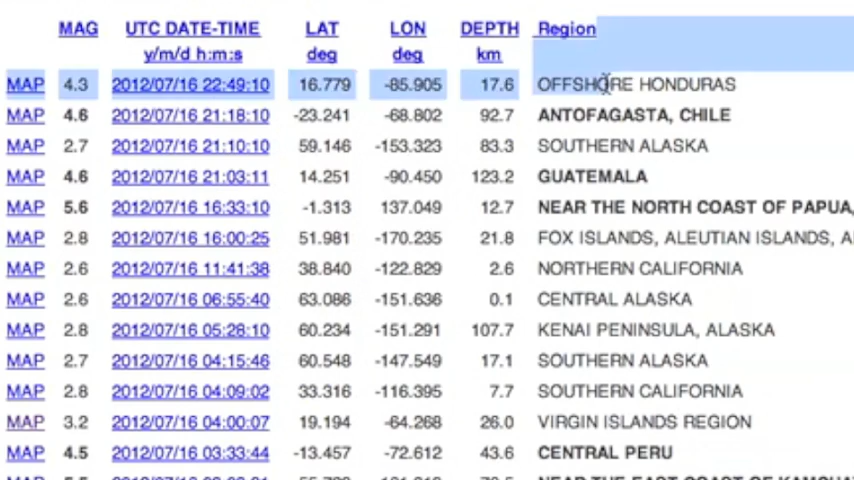 MAG UTC DATE-TIME LAT LON DEPTH Region
y/m/d h:m:s deg deg km
MAP 4.3 2012/07/16 22:49:10 16.779 -85.905 17.6 OFFSHORE HONDURAS
MAP 4.6 2012/07/16 21:18:10 -23.241 -68.802 92.7 ANTOFAGASTA, CHILE
MAP 2.7 2012/07/16 21:10:10 59.146 -153.323 83.3 SOUTHERN ALASKA
MAP 4.6 2012/07/16 21:03:11 14.251 -90.450 123.2 GUATEMALA
MAP 5.6 2012/07/16 16:33:10 -1.313 137.049 12.7 NEAR THE NORTH COAST OF PAPUA,
MAP 2.8 2012/07/16 16:00:25 51.981 -170.235 21.8 FOX ISLANDS, ALEUTIAN ISLANDS, A
MAP 2.6 2012/07/16 11:41:38 38.840 -122.829 2.6 NORTHERN CALIFORNIA
MAP 2.6 2012/07/16 06:55:40 63.086 -151.636 0.1 CENTRAL ALASKA
MAP 2.8 2012/07/16 05:28:10 60.234 -151.291 107.7 KENAI PENINSULA, ALASKA
MAP 2.7 2012/07/16 04:15:46 60.548 -147.549 17.1 SOUTHERN ALASKA
MAP 2.8 2012/07/16 04:09:02 33.316 -116.395 7.7 SOUTHERN CALIFORNIA
MAP 3.2 2012/07/16 04:00:07 19.194 -64.268 26.0 VIRGIN ISLANDS REGION
MAP 4.5 2012/07/16 03:33:44 -13.457 -72.612 43.6 CENTRAL PERU
MAP NEAR THE EAST COAST OF